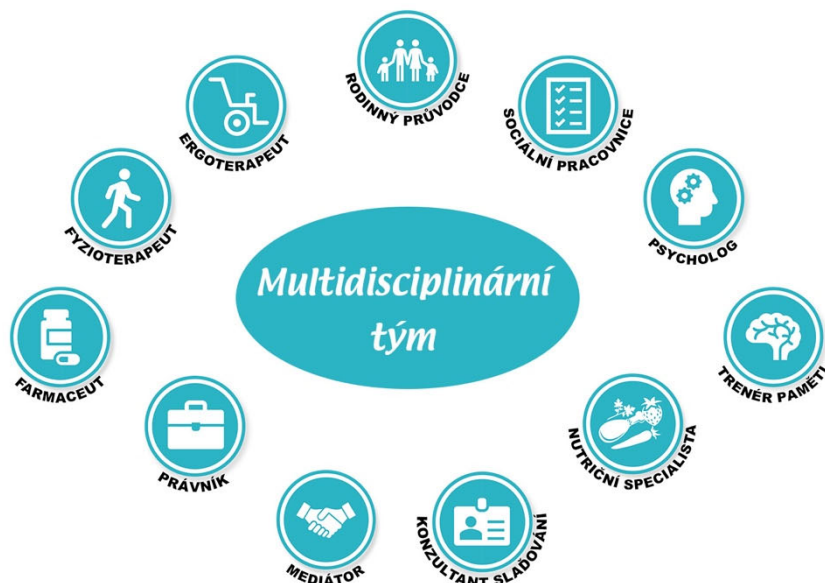 RODINNÝ PRŮVODCE
SOCIÁLNÍ PRACOVNICE
PSYCHOLOG
TRENÉR PAMĚTI
NUTRIČNÍ SPECIALISTA
KONZULTANT SLAĎOVÁNÍ
MEDIÁTOR
PRÁVNÍK
FARMACEUT
FYZIOTERAPEUT
ERGOTERAPEUT
Multidisciplinární
tým